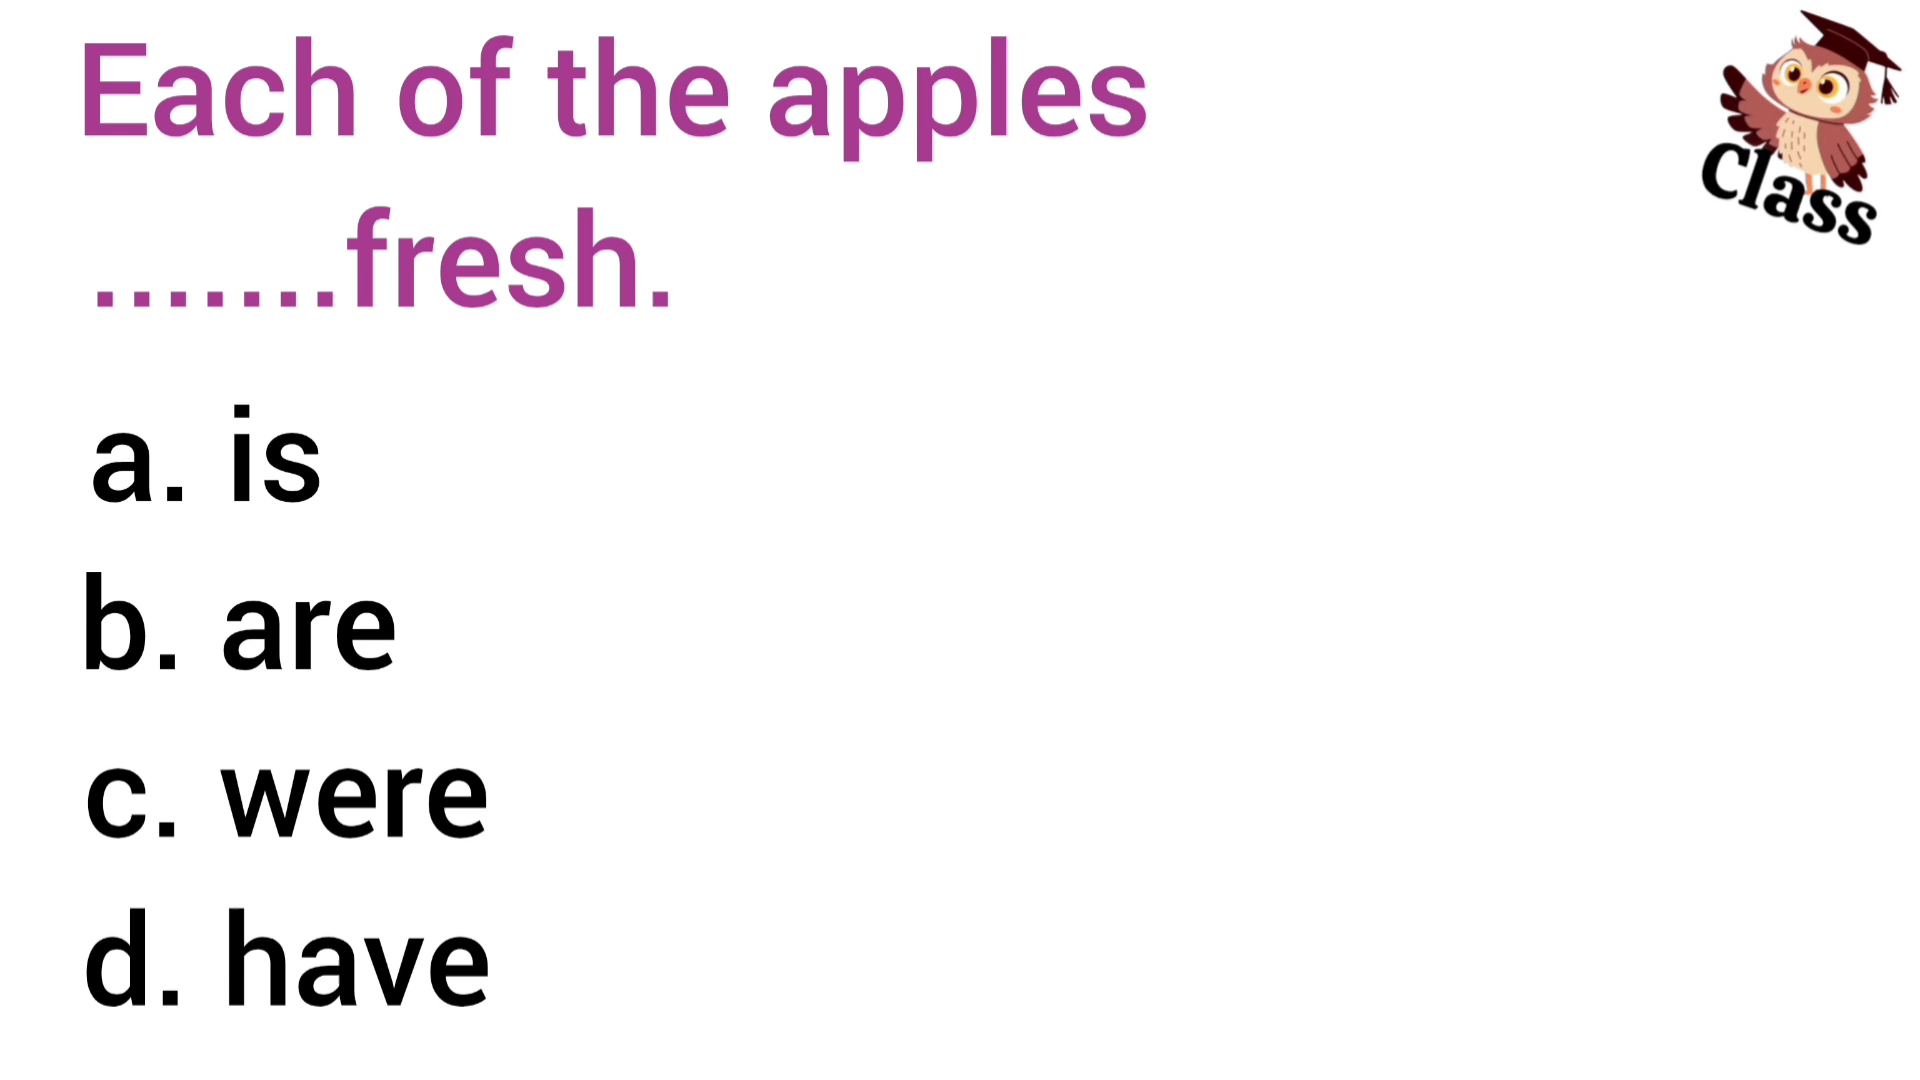 Each of the apples
.......fresh.
a. is
b. are
c. were
d. have
Class